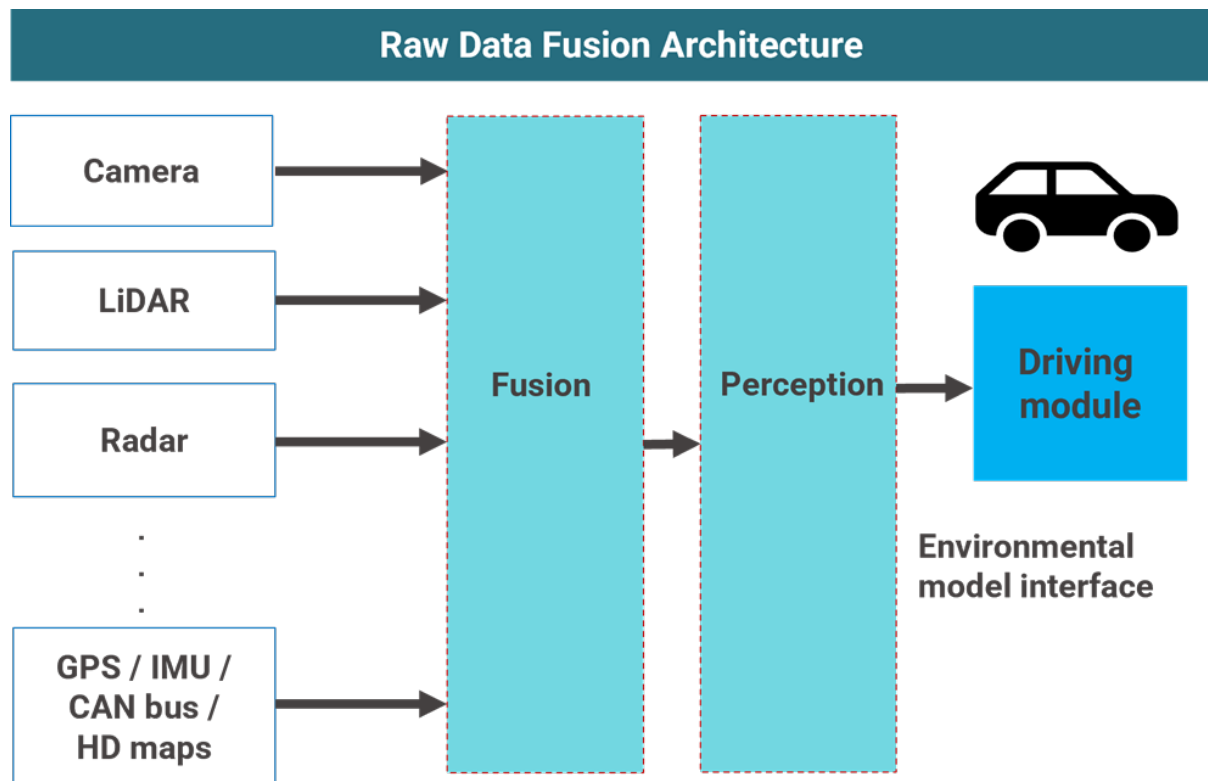 Raw Data Fusion Architecture
Camera
LiDAR
Radar
.
.
.
GPS / IMU /
CAN bus /
HD maps
Fusion
Perception
Driving
module
Environmental
model interface